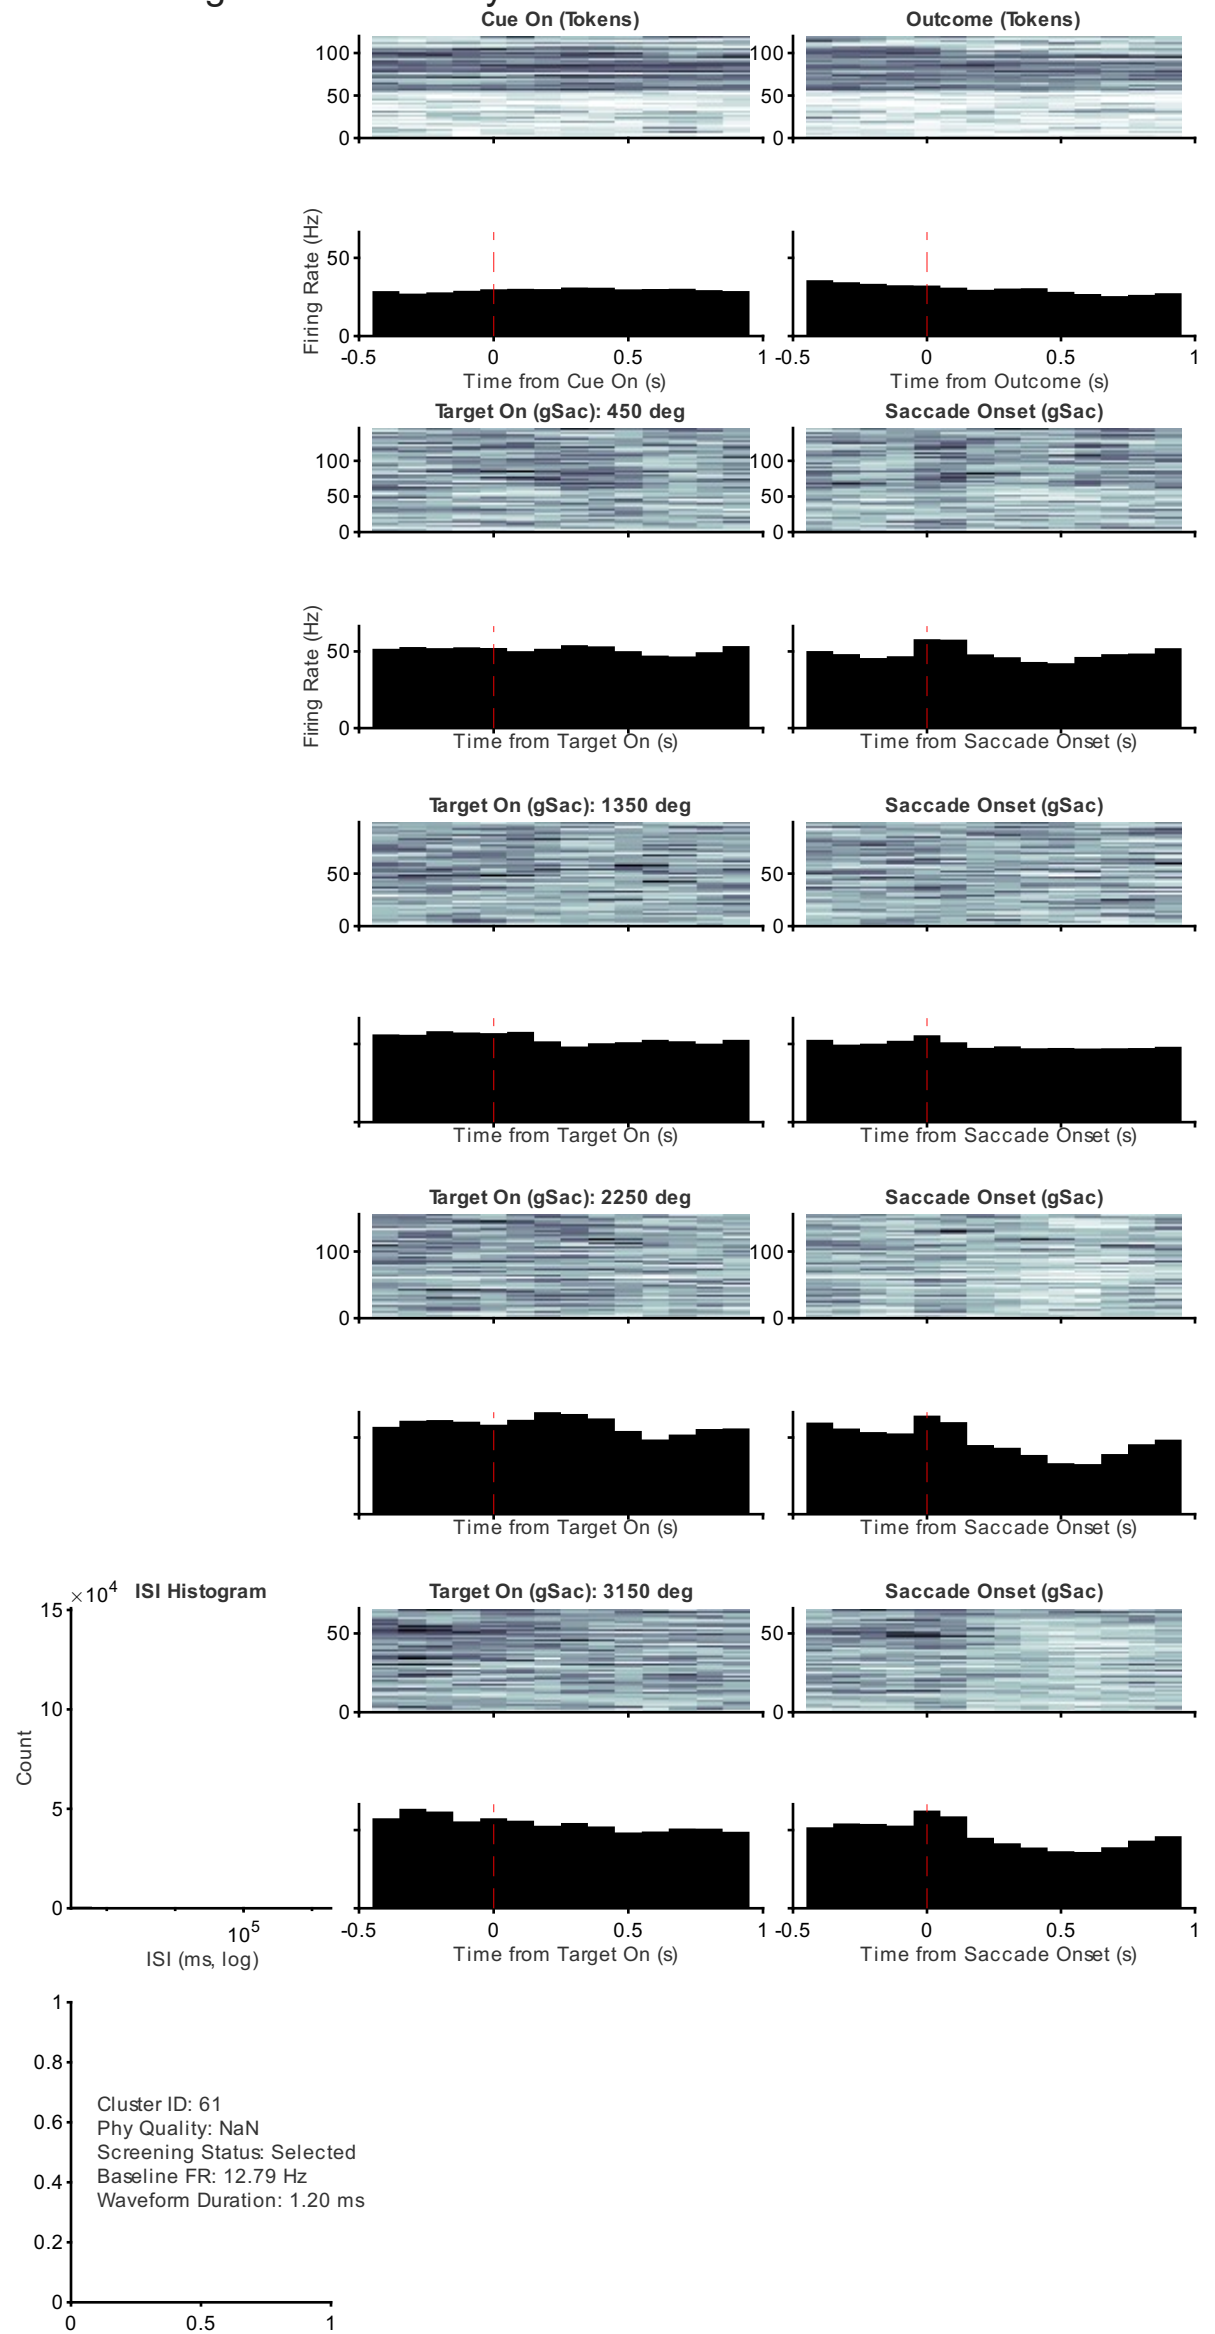 Cue On (Tokens)
Outcome (Tokens)
100
50
0
100
50
0
Firing Rate (Hz)
50
0
-0.5
0
0.5
1
-0.5
0
0.5
1
Time from Cue On (s)
Time from Outcome (s)
Target On (gSac): 450 deg
Saccade Onset (gSac)
100
50
0
100
50
0
Firing Rate (Hz)
50
0
Time from Target On (s)
Time from Saccade Onset (s)
Target On (gSac): 1350 deg
Saccade Onset (gSac)
50
0
50
0
Time from Target On (s)
Time from Saccade Onset (s)
Target On (gSac): 2250 deg
Saccade Onset (gSac)
100
0
100
0
Time from Target On (s)
Time from Saccade Onset (s)
×10^4
ISI Histogram
15
10
5
0
Count
10^5
ISI (ms, log)
Target On (gSac): 3150 deg
Saccade Onset (gSac)
50
0
50
0
-0.5
0
0.5
1
-0.5
0
0.5
1
Time from Target On (s)
Time from Saccade Onset (s)
1
0.8
0.6
0.4
0.2
0
Cluster ID: 61
Phy Quality: NaN
Screening Status: Selected
Baseline FR: 12.79 Hz
Waveform Duration: 1.20 ms
0
0.5
1